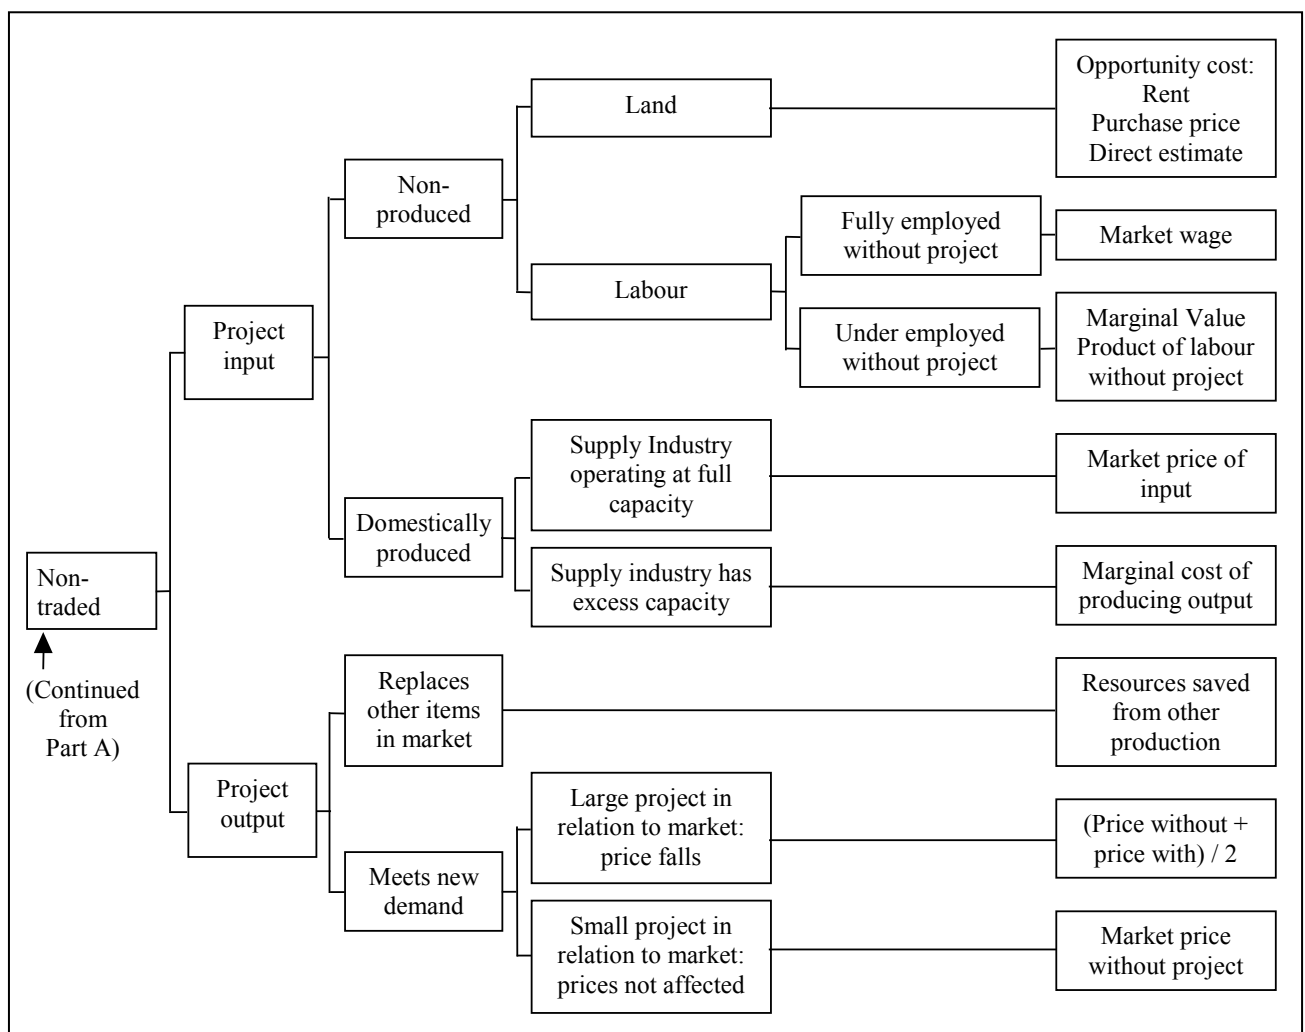 Opportunity cost:
Rent
Purchase price
Direct estimate
Land
Non-
produced
Fully employed
without project
Market wage
Labour
Project
input
Under employed
without project
Marginal Value
Product of labour
without project
Supply Industry
operating at full
capacity
Market price of
input
Domestically
produced
Supply industry has
excess capacity
Marginal cost of
producing output
Non-
traded
(Continued
from
Part A)
Replaces
other items
in market
Resources saved
from other
production
Project
output
Large project in
relation to market:
price falls
(Price without +
price with) / 2
Meets new
demand
Small project in
relation to market:
prices not affected
Market price
without project